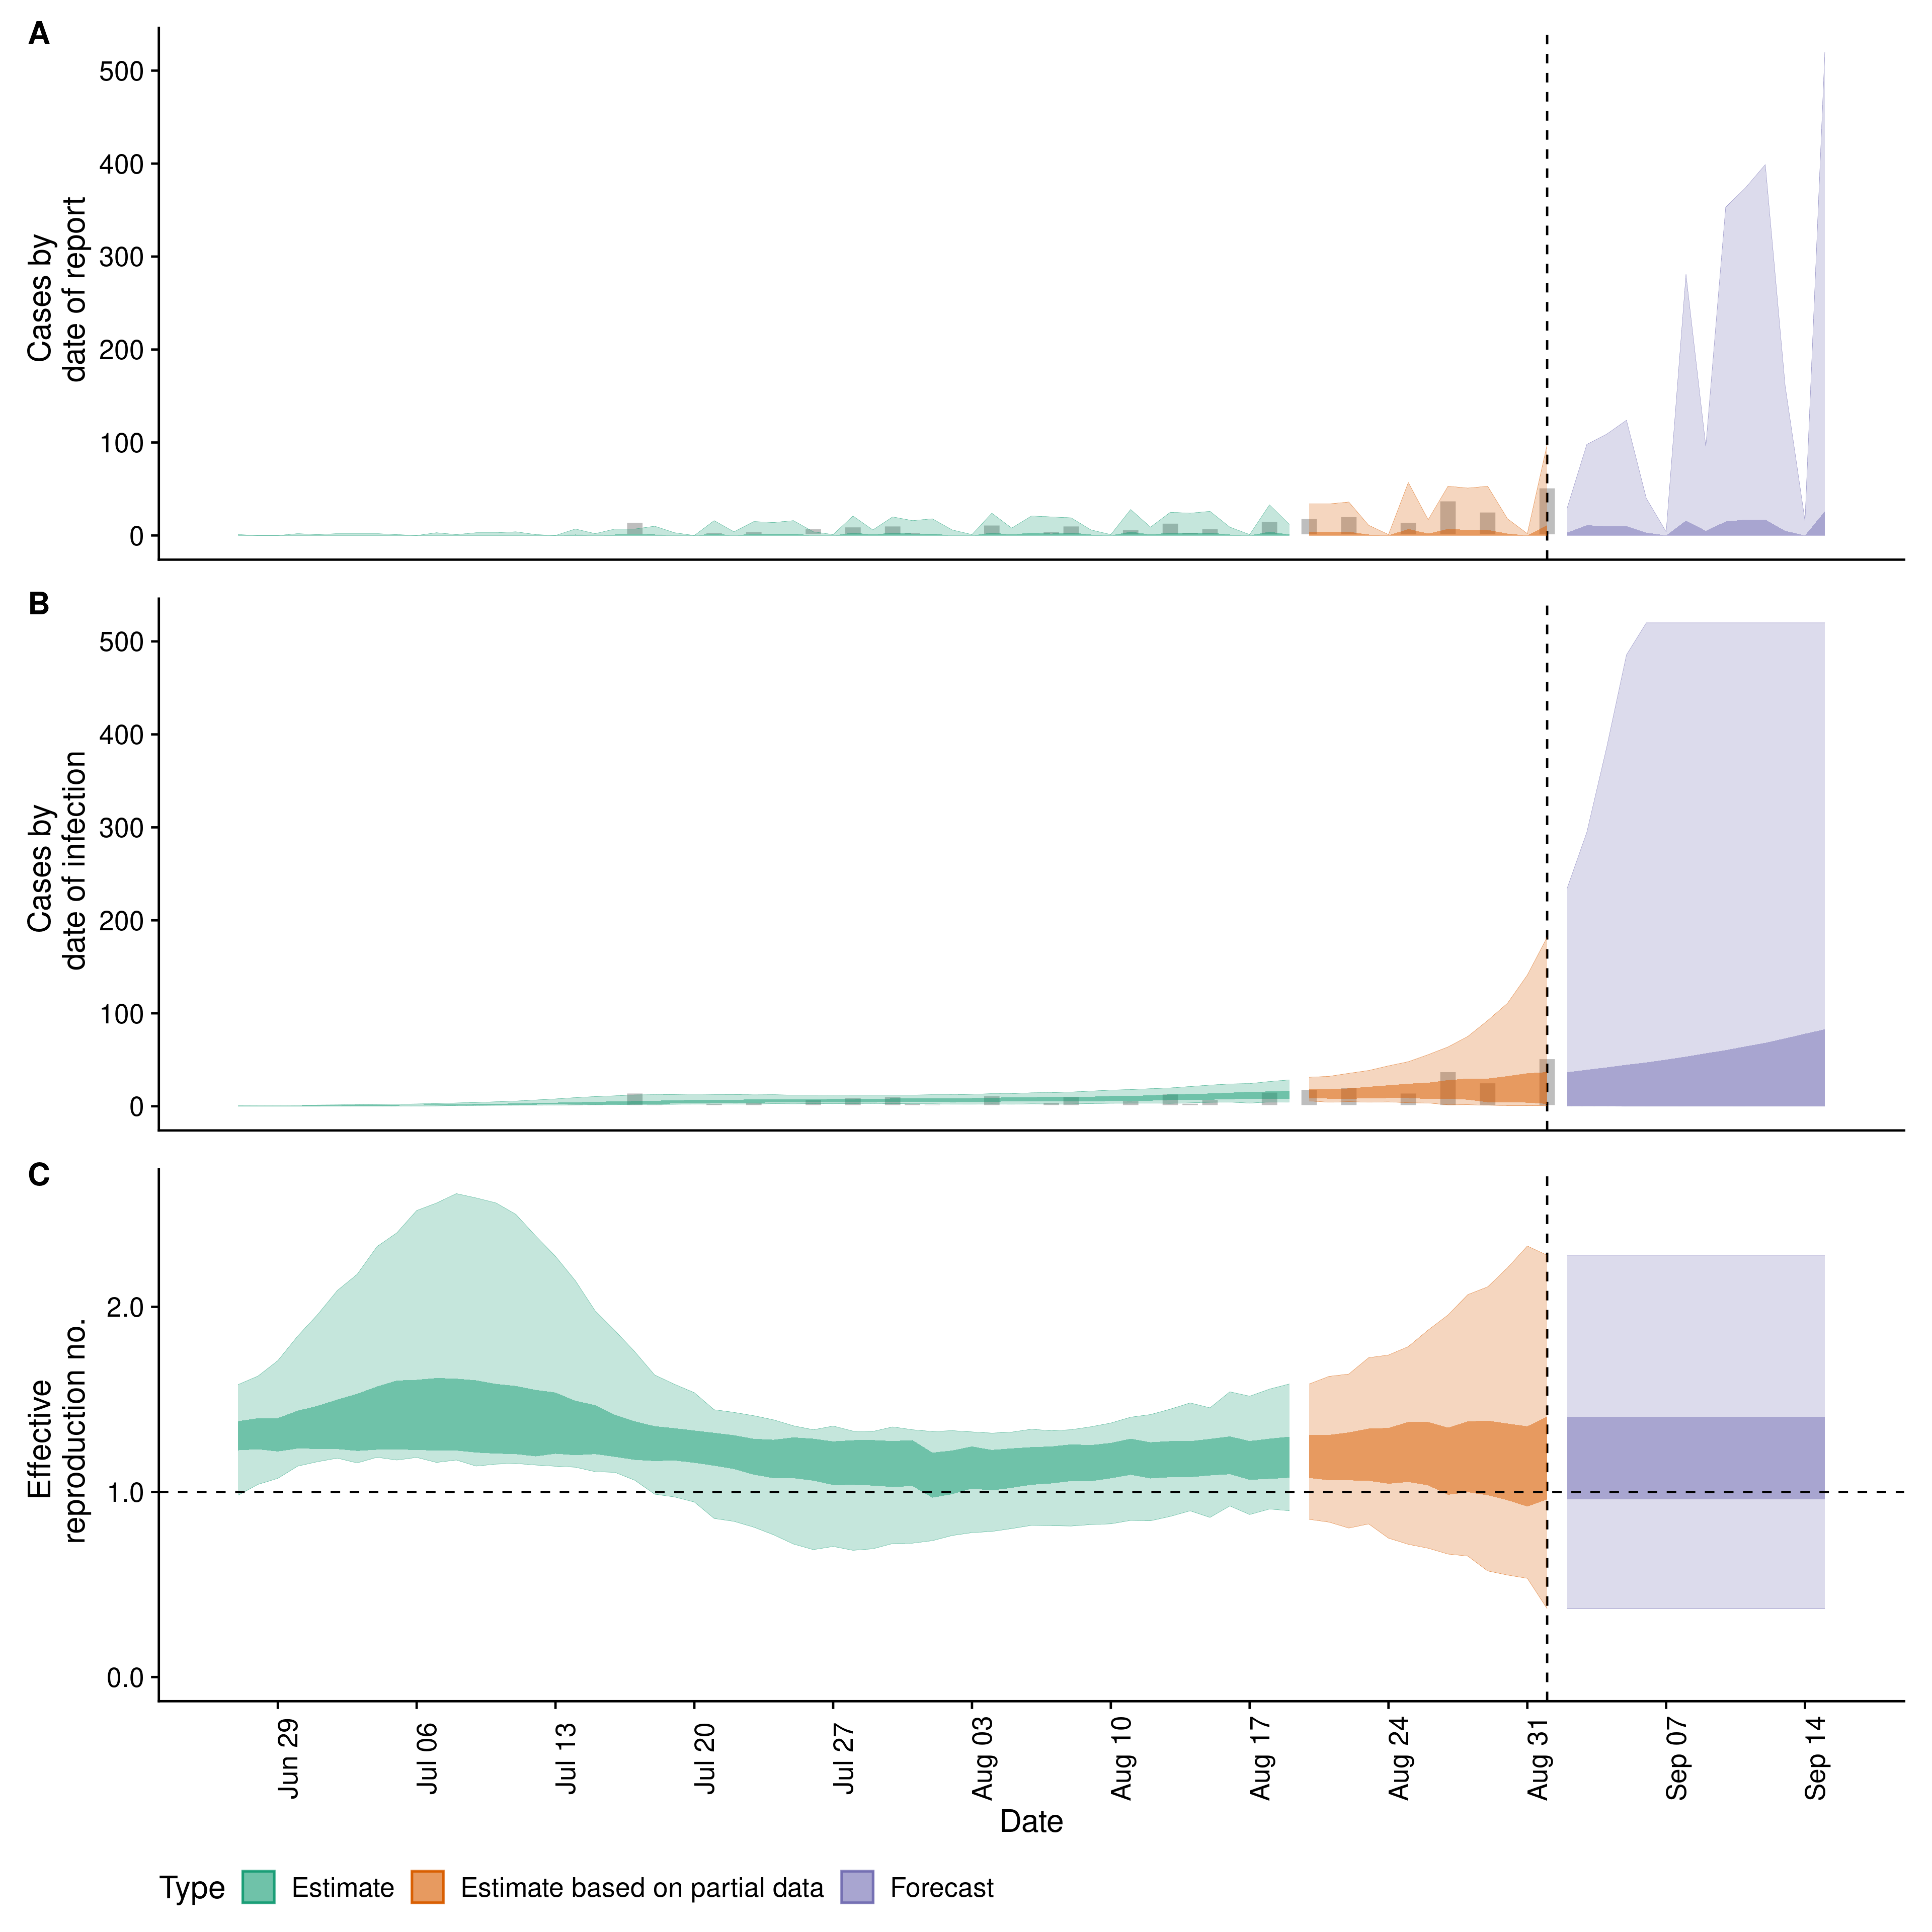 A
500
400
300
200
100
0
Cases by
date of report
B
500
400
300
200
100
0
Cases by
date of infection
C
2.0
1.0
0.0
Effective
reproduction no.
Jun 29
Jul 06
Jul 13
Jul 20
Jul 27
Aug 03
Aug 10
Aug 17
Aug 24
Aug 31
Sep 07
Sep 14
Date
Type Estimate Estimate based on partial data Forecast